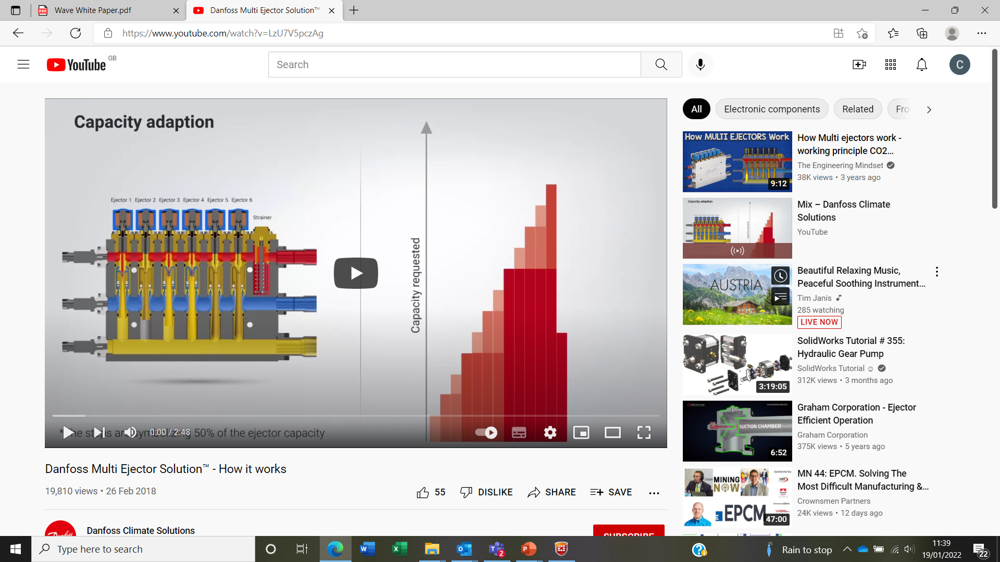 Wave White Paper.pdf
Danfoss Multi Ejector Solution™
https://www.youtube.com/watch?v=LzU7V5pczAg
YouTube GB
Search
C
Capacity adaption
Ejector 1 Ejector 2 Ejector 3 Ejector 4 Ejector 5 Ejector 6
Strainer
Capacity requested
0:00 / 2:48
50% of the ejector capacity
Danfoss Multi Ejector Solution™ - How it works
19,810 views • 26 Feb 2018
55 DISLIKE SHARE SAVE
Danfoss Climate Solutions
SUBSCRIBE
All Electronic components Related
How MULTI EJECTORS Work
9:12
How Multi ejectors work -
working principle CO2...
The Engineering Mindset
38K views • 3 years ago
Capacity adaption
Mix – Danfoss Climate
Solutions
YouTube
AUSTRIA
Beautiful Relaxing Music,
Peaceful Soothing Instrument...
Tim Janis
285 watching
LIVE NOW
3:19:05
SolidWorks Tutorial # 355:
Hydraulic Gear Pump
SolidWorks Tutorial ☺
312K views • 3 months ago
GRAHAM
SUCTION CHAMBER
6:52
Graham Corporation - Ejector
Efficient Operation
Graham Corporation
375K views • 5 years ago
MINING
NOW
Sponsored by:
EPCM
47:00
MN 44: EPCM. Solving The
Most Difficult Manufacturing &...
Crownsmen Partners
24K views • 12 days ago
Type here to search
2
Rain to stop
11:39
19/01/2022
22